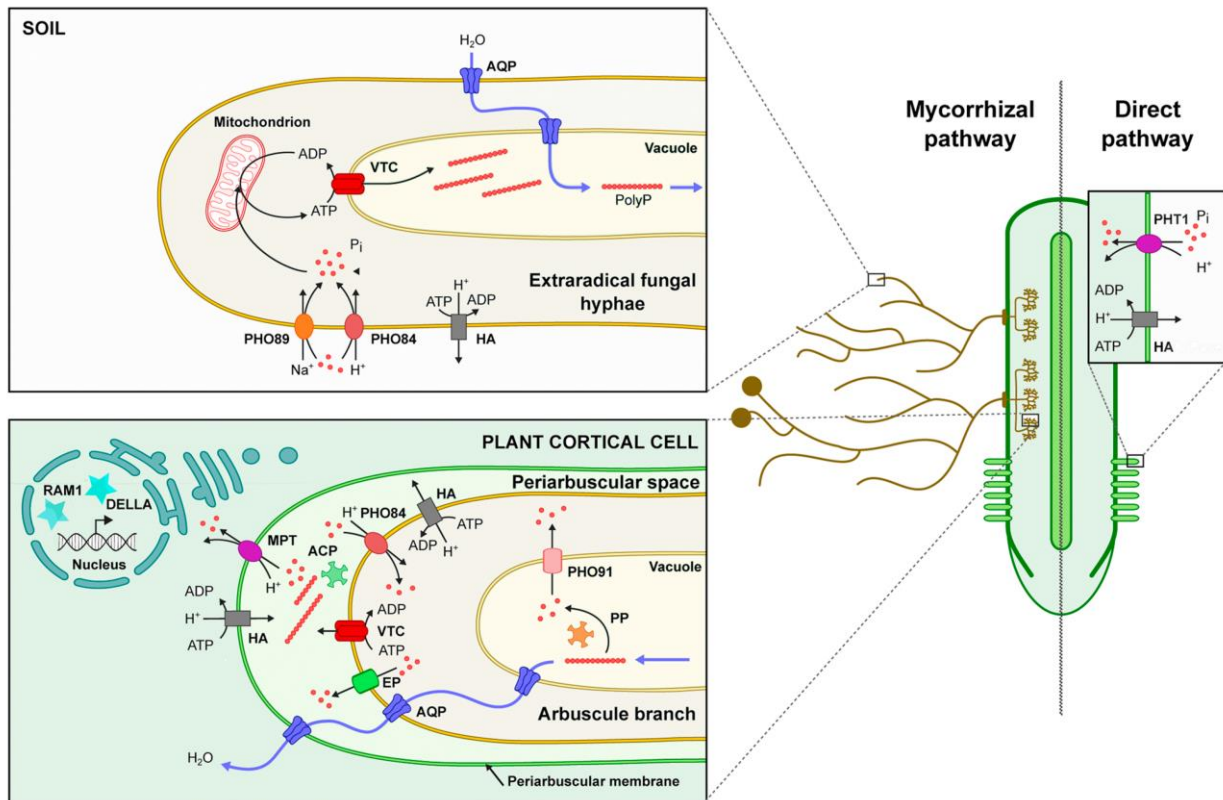 SOIL
H₂O
AQP
Mitochondrion
ADP
VTC
Vacuole
ATP
PolyP
Pi
Extraradical fungal
hyphae
H⁺
ATP
ADP
PHO89
PHO84
HA
Na⁺
H⁺
Mycorrhizal
pathway
Direct
pathway
PHT1
Pi
H⁺
ADP
H⁺
ATP
HA
PLANT CORTICAL CELL
Periarbuscular space
RAM1
DELLA
Nucleus
MPT
H⁺
ADP
H⁺
ATP
HA
ACP
H⁺
PHO84
HA
ATP
ADP
H⁺
VTC
ADP
ATP
EP
AQP
PHO91
Vacuole
PP
Arbuscule branch
H₂O
Periarbuscular membrane